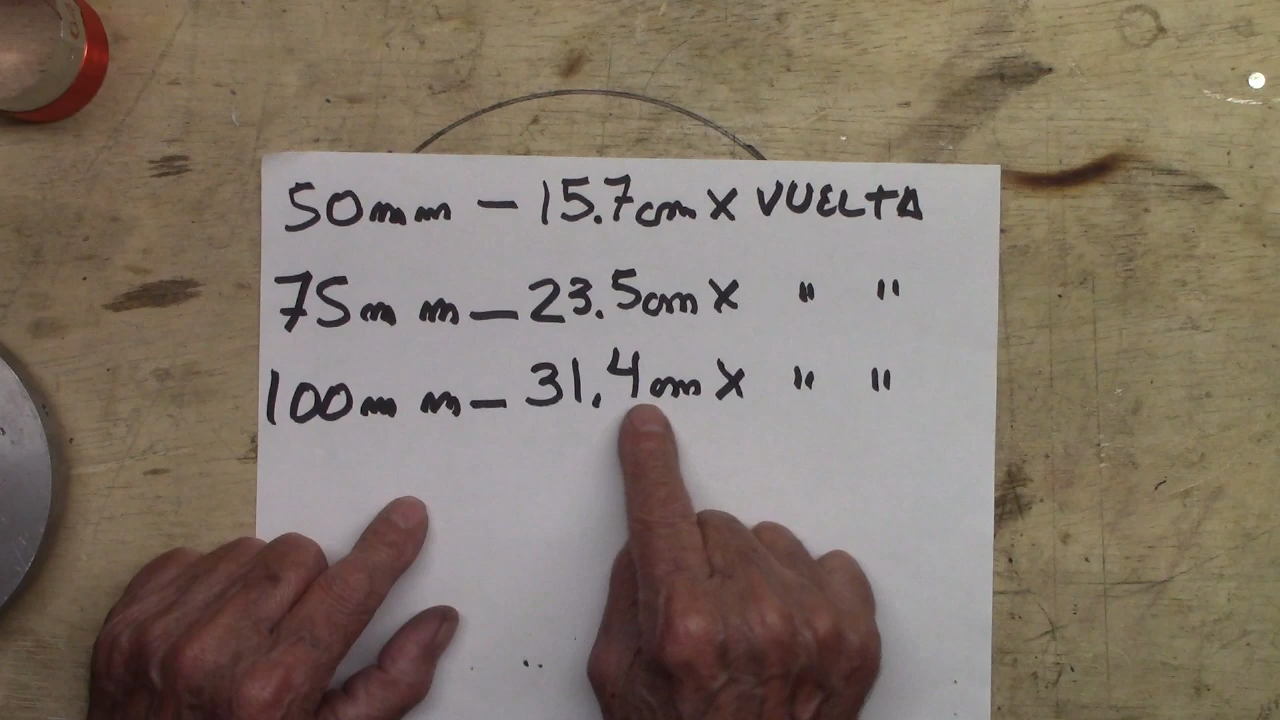 50mm - 15.7cm X VUELTA
75mm - 23.5cm X " "
100mm - 31.4cm X " "